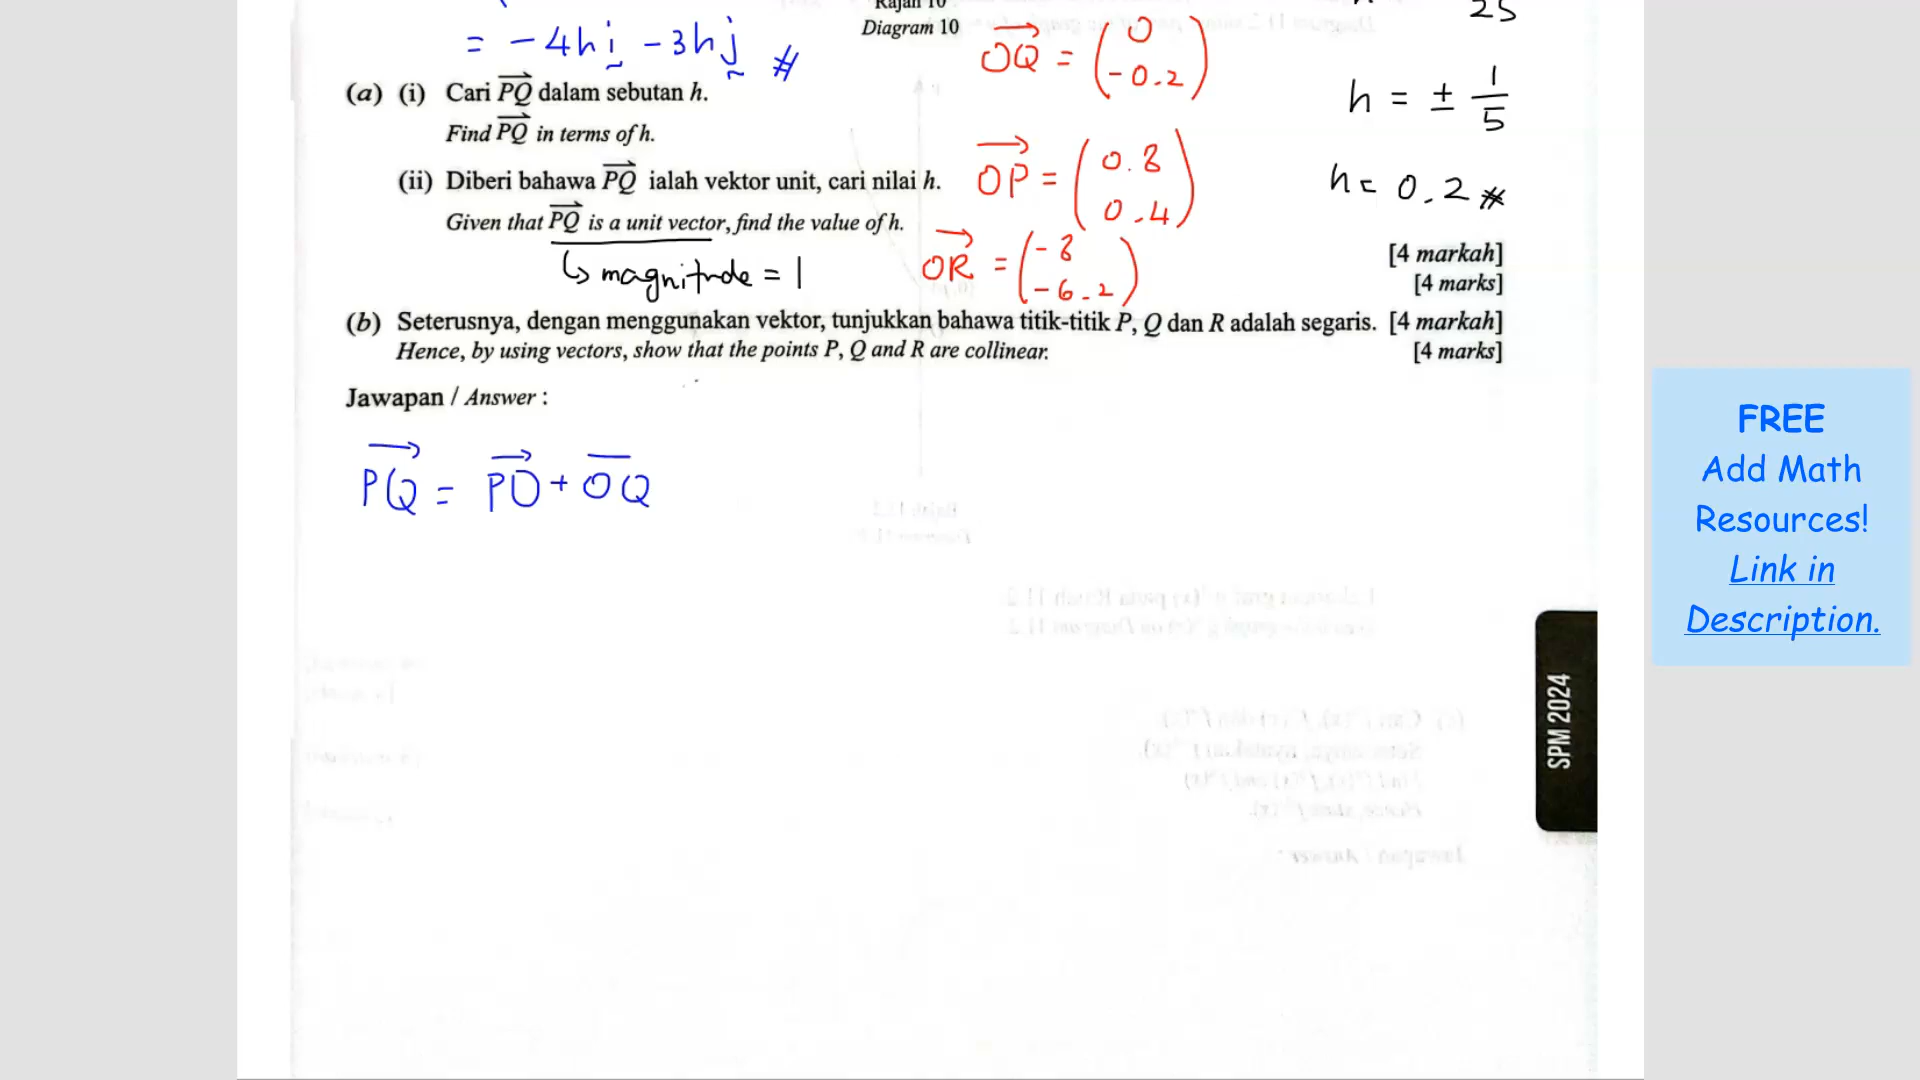 Rajah 10
Diagram 10
= -4h i - 3h j #
OQ = ( 0 -0.2 )
25
h = ± 1/5
(a) (i) Cari PQ dalam sebutan h.
Find PQ in terms of h.
OP = ( 0.8 0.4 )
h = 0.2 #
(ii) Diberi bahawa PQ ialah vektor unit, cari nilai h.
Given that PQ is a unit vector, find the value of h.
↳ magnitude = 1
OR = ( -8 -6.2 )
[4 markah]
[4 marks]
(b) Seterusnya, dengan menggunakan vektor, tunjukkan bahawa titik-titik P, Q dan R adalah segaris. [4 markah]
Hence, by using vectors, show that the points P, Q and R are collinear. [4 marks]
Jawapan / Answer :
PQ = PO + OQ
SPM 2024
FREE
Add Math
Resources!
Link in
Description.